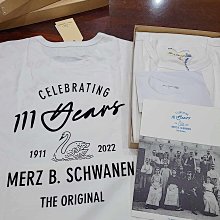 CELEBRATING
111 Years
1911 2022
MERZ B. SCHWANEN
THE ORIGINAL